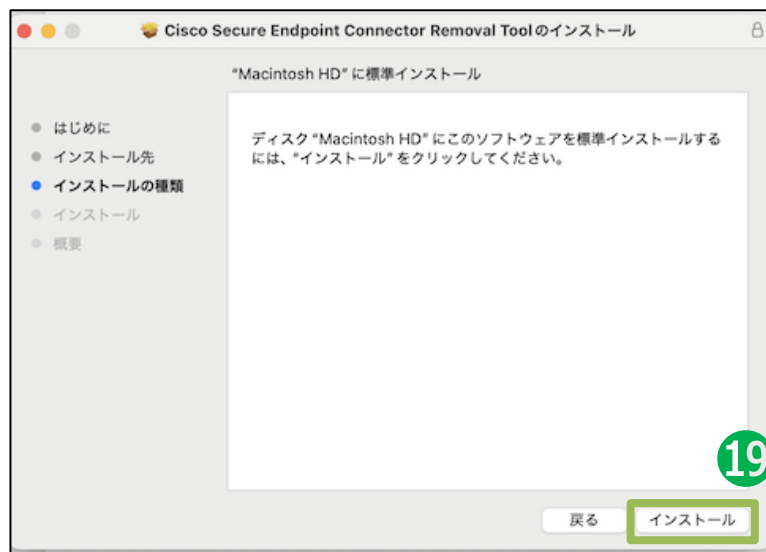 Cisco Secure Endpoint Connector Removal Toolのインストール
“Macintosh HD” に標準インストール
はじめに
インストール先
インストールの種類
インストール
概要
ディスク “Macintosh HD” にこのソフトウェアを標準インストールする
には、“インストール” をクリックしてください。
19
戻る
インストール